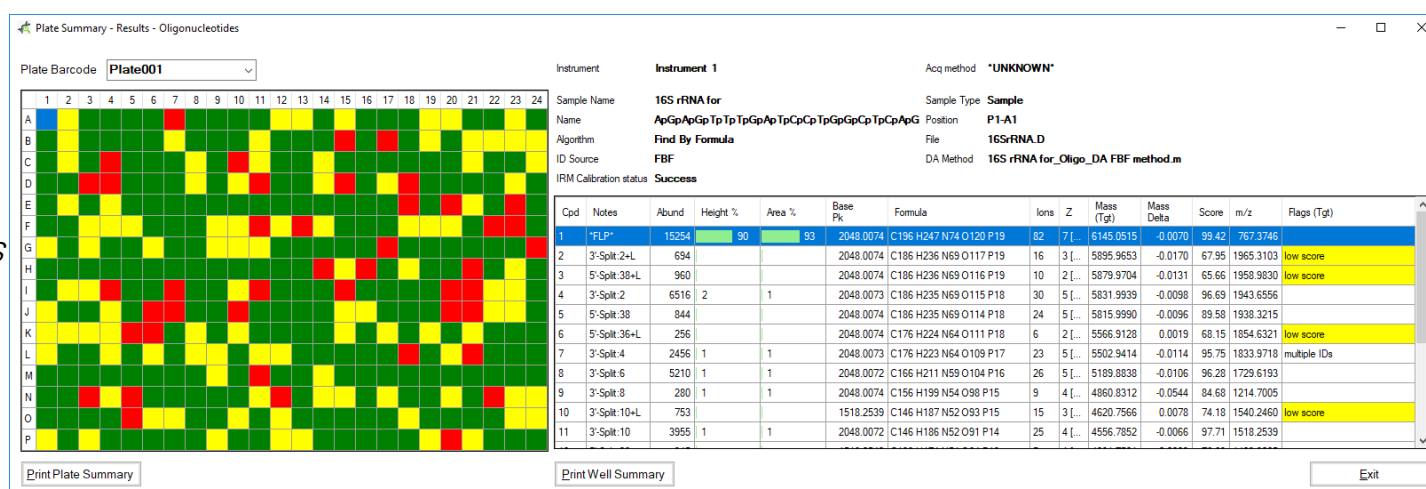 Plate Summary - Results - Oligonucleotides
Plate Barcode Plate001
1 2 3 4 5 6 7 8 9 10 11 12 13 14 15 16 17 18 19 20 21 22 23 24
A
B
C
D
E
F
G
H
I
J
K
L
M
N
O
P
s
Print Plate Summary
Instrument Instrument 1 Acq method *UNKNOWN*
Sample Name 16S rRNA for Sample Type Sample
Name ApGpApGpTpTpTpGpApTpCpCpTpGpGpCpTpCpApG Position P1-A1
Algorithm Find By Formula File 16SrRNA.D
ID Source FBF DA Method 16S rRNA for_Oligo_DA FBF method.m
IRM Calibration status Success
Cpd Notes Abund Height % Area % Base Pk Formula Ions Z Mass (Tgt) Mass Delta Score m/z Flags (Tgt)
1 *FLP* 15254 90 93 2048.0074 C196 H247 N74 O120 P19 82 7 [... 6145.0515 -0.0070 99.42 767.3746
2 3'-Split:2+L 694 2048.0074 C186 H236 N69 O117 P19 16 3 [... 5895.9653 -0.0170 67.95 1965.3103 low score
3 5'-Split:38+L 960 2048.0074 C186 H236 N69 O116 P19 10 2 [... 5879.9704 -0.0131 65.66 1958.9830 low score
4 3'-Split:2 6516 2 1 2048.0073 C186 H235 N69 O115 P18 30 5 [... 5831.9939 -0.0098 96.69 1943.6556
5 5'-Split:38 844 2048.0074 C186 H235 N69 O114 P18 24 5 [... 5815.9990 -0.0096 89.58 1938.3215
6 5'-Split:36+L 256 2048.0074 C176 H224 N64 O111 P18 6 2 [... 5566.9128 0.0019 68.15 1854.6321 low score
7 3'-Split:4 2456 1 1 2048.0073 C176 H223 N64 O109 P17 23 5 [... 5502.9414 -0.0114 95.75 1833.9718 multiple IDs
8 3'-Split:6 5210 1 1 2048.0072 C166 H211 N59 O104 P16 26 5 [... 5189.8838 -0.0106 96.28 1729.6193
9 3'-Split:8 280 1 1 2048.0074 C156 H199 N54 O98 P15 9 4 [... 4860.8312 -0.0544 84.68 1214.7005
10 3'-Split:10+L 753 1518.2539 C146 H187 N52 O93 P15 15 3 [... 4620.7566 0.0078 74.18 1540.2460 low score
11 3'-Split:10 3955 1 1 2048.0072 C146 H186 N52 O91 P14 25 4 [... 4556.7852 -0.0066 97.71 1518.2539
Print Well Summary
Exit